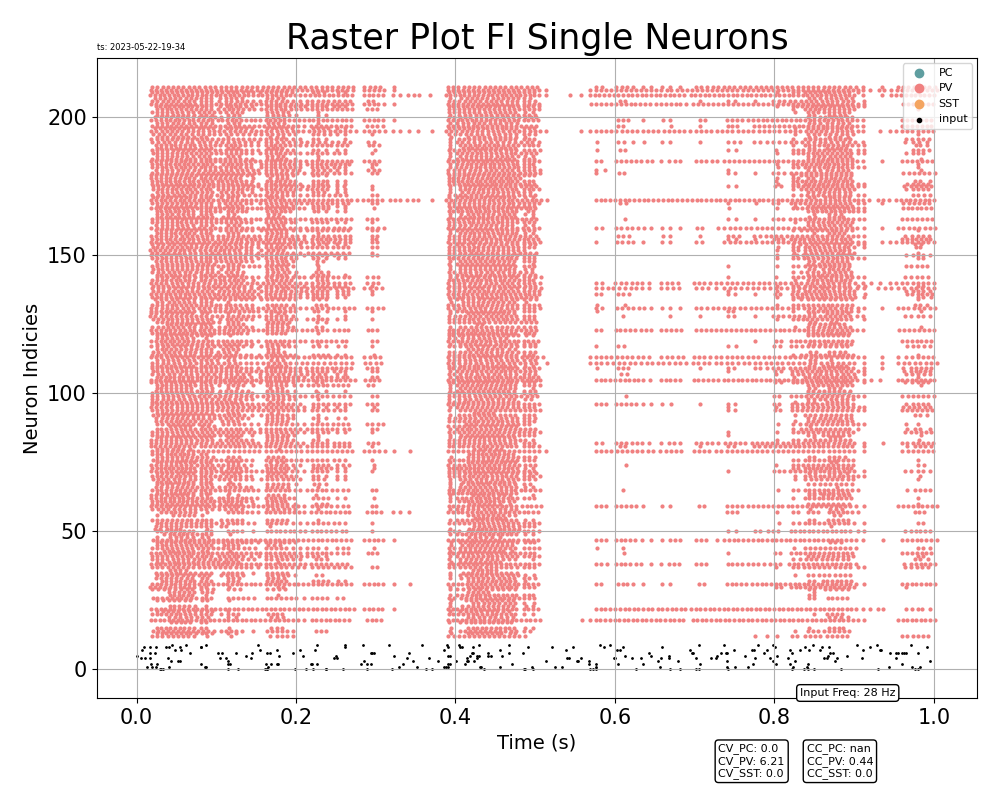 Raster Plot FI Single Neurons
ts: 2023-05-22-19-34
PC
PV
SST
input
200
150
100
50
0
Neuron Indicies
0.0 0.2 0.4 0.6 0.8 1.0
Time (s)
Input Freq: 28 Hz
CV_PC: 0.0
CV_PV: 6.21
CV_SST: 0.0
CC_PC: nan
CC_PV: 0.44
CC_SST: 0.0